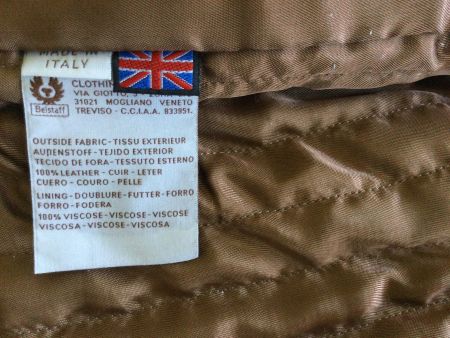 MADE IN
ITALY
Belstaff
CLOTHIN
VIA GIOTTO,
31021 MOGLIANO VENETO
TREVISO - C.C.I.A.A. 833951.
OUTSIDE FABRIC - TISSU EXTERIEUR
AUßENSTOFF - TEJIDO EXTERIOR
TECIDO DE FORA - TESSUTO ESTERNO
100% LEATHER - CUIR - LETER
CUERO - COURO - PELLE
LINING - DOUBLURE - FUTTER - FORRO
FORRO - FODERA
100% VISCOSE - VISCOSE - VISCOSE
VISCOSA - VISCOSE - VISCOSA